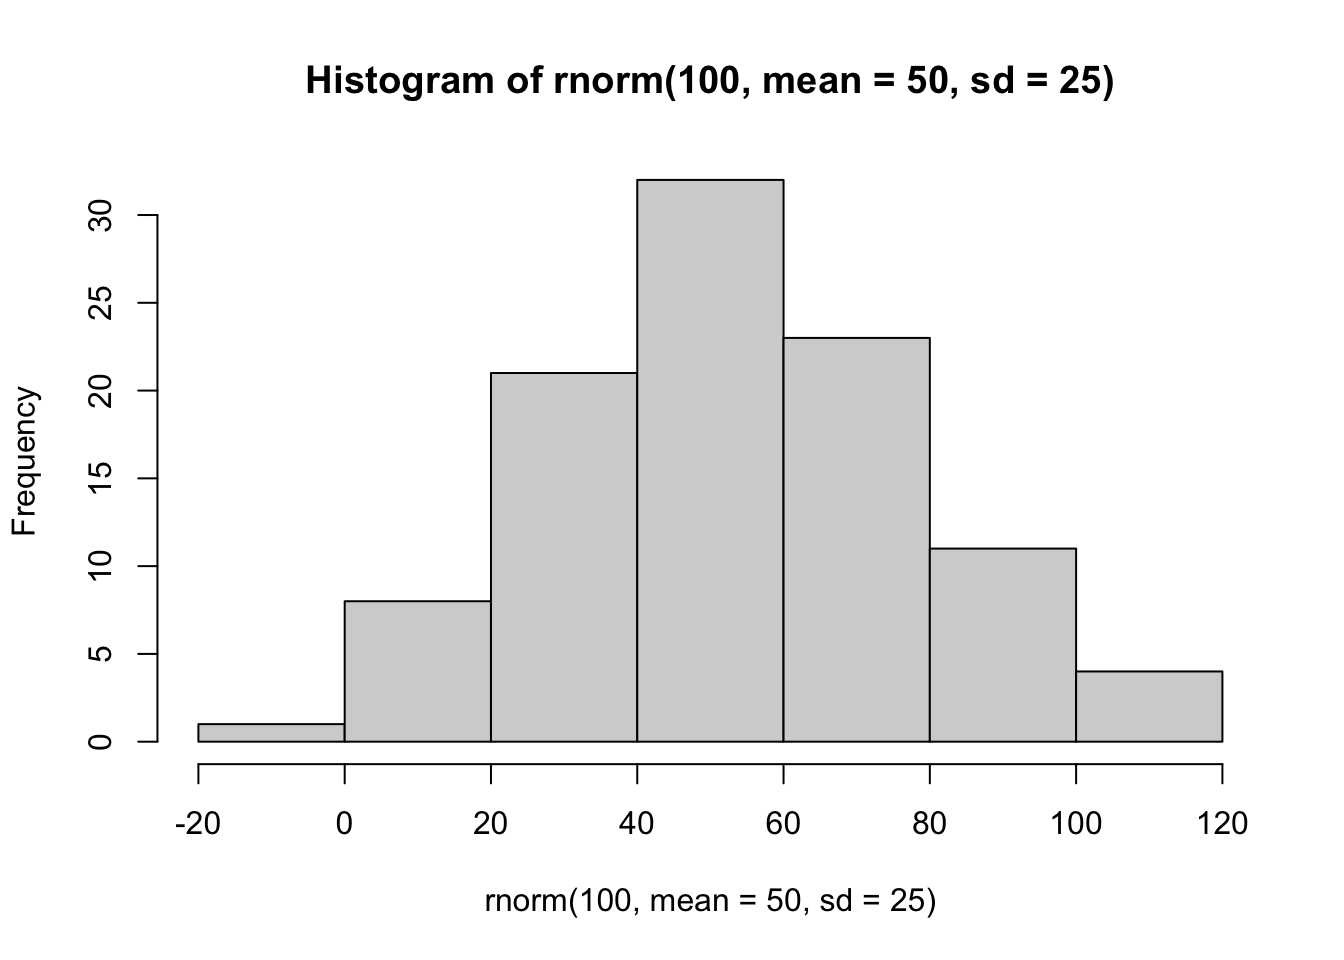 Histogram of rnorm(100, mean = 50, sd = 25)
Frequency
30
25
20
15
10
5
0
-20 0 20 40 60 80 100 120
rnorm(100, mean = 50, sd = 25)